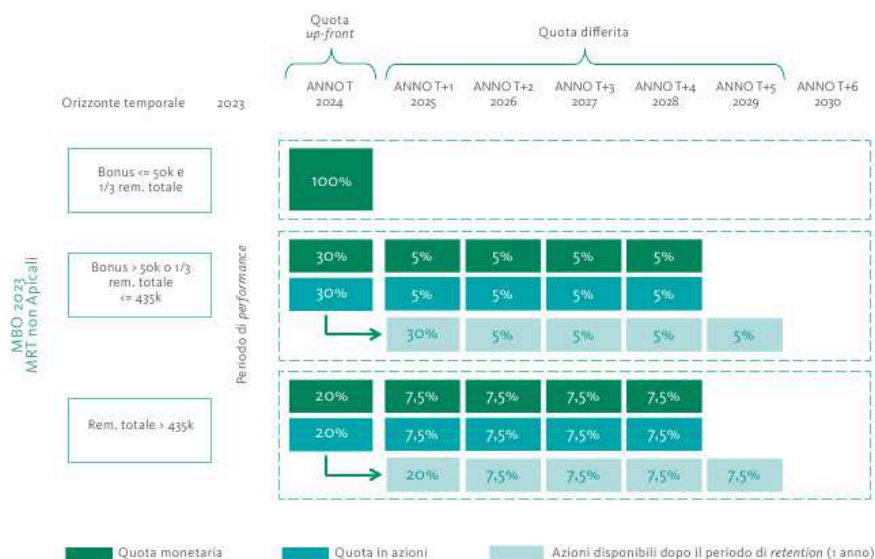 Quota
up-front
Quota differita
Orizzonte temporale 2023
ANNO T
2024
ANNO T+1
2025
ANNO T+2
2026
ANNO T+3
2027
ANNO T+4
2028
ANNO T+5
2029
ANNO T+6
2030
MBO 2023
MRT non Apicali
Periodo di performance
Bonus <= 50k e
1/3 rem. totale
100%
Bonus > 50k o 1/3
rem. totale
<= 435k
30% 5% 5% 5% 5%
30% 5% 5% 5% 5%
30% 5% 5% 5% 5%
Rem. totale > 435k
20% 7,5% 7,5% 7,5% 7,5%
20% 7,5% 7,5% 7,5% 7,5%
20% 7,5% 7,5% 7,5% 7,5%
Quota monetaria Quota in azioni Azioni disponibili dopo il periodo di retention (1 anno)